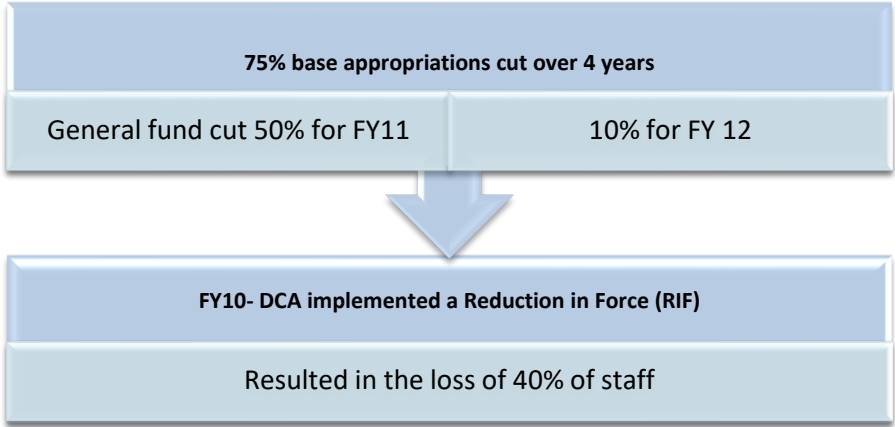 75% base appropriations cut over 4 years
General fund cut 50% for FY11
10% for FY 12
FY10- DCA implemented a Reduction in Force (RIF)
Resulted in the loss of 40% of staff